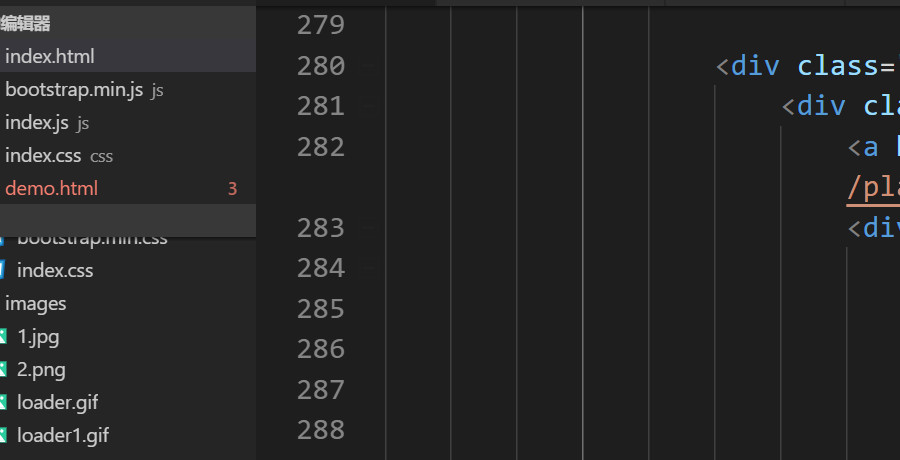 编辑器
index.html
bootstrap.min.js js
index.js js
index.css css
demo.html 3
bootstrap.min.css
index.css
images
1.jpg
2.png
loader.gif
loader1.gif
279
280 <div class=
281 <div cla
282 <a
/pla
283 <div
284
285
286
287
288